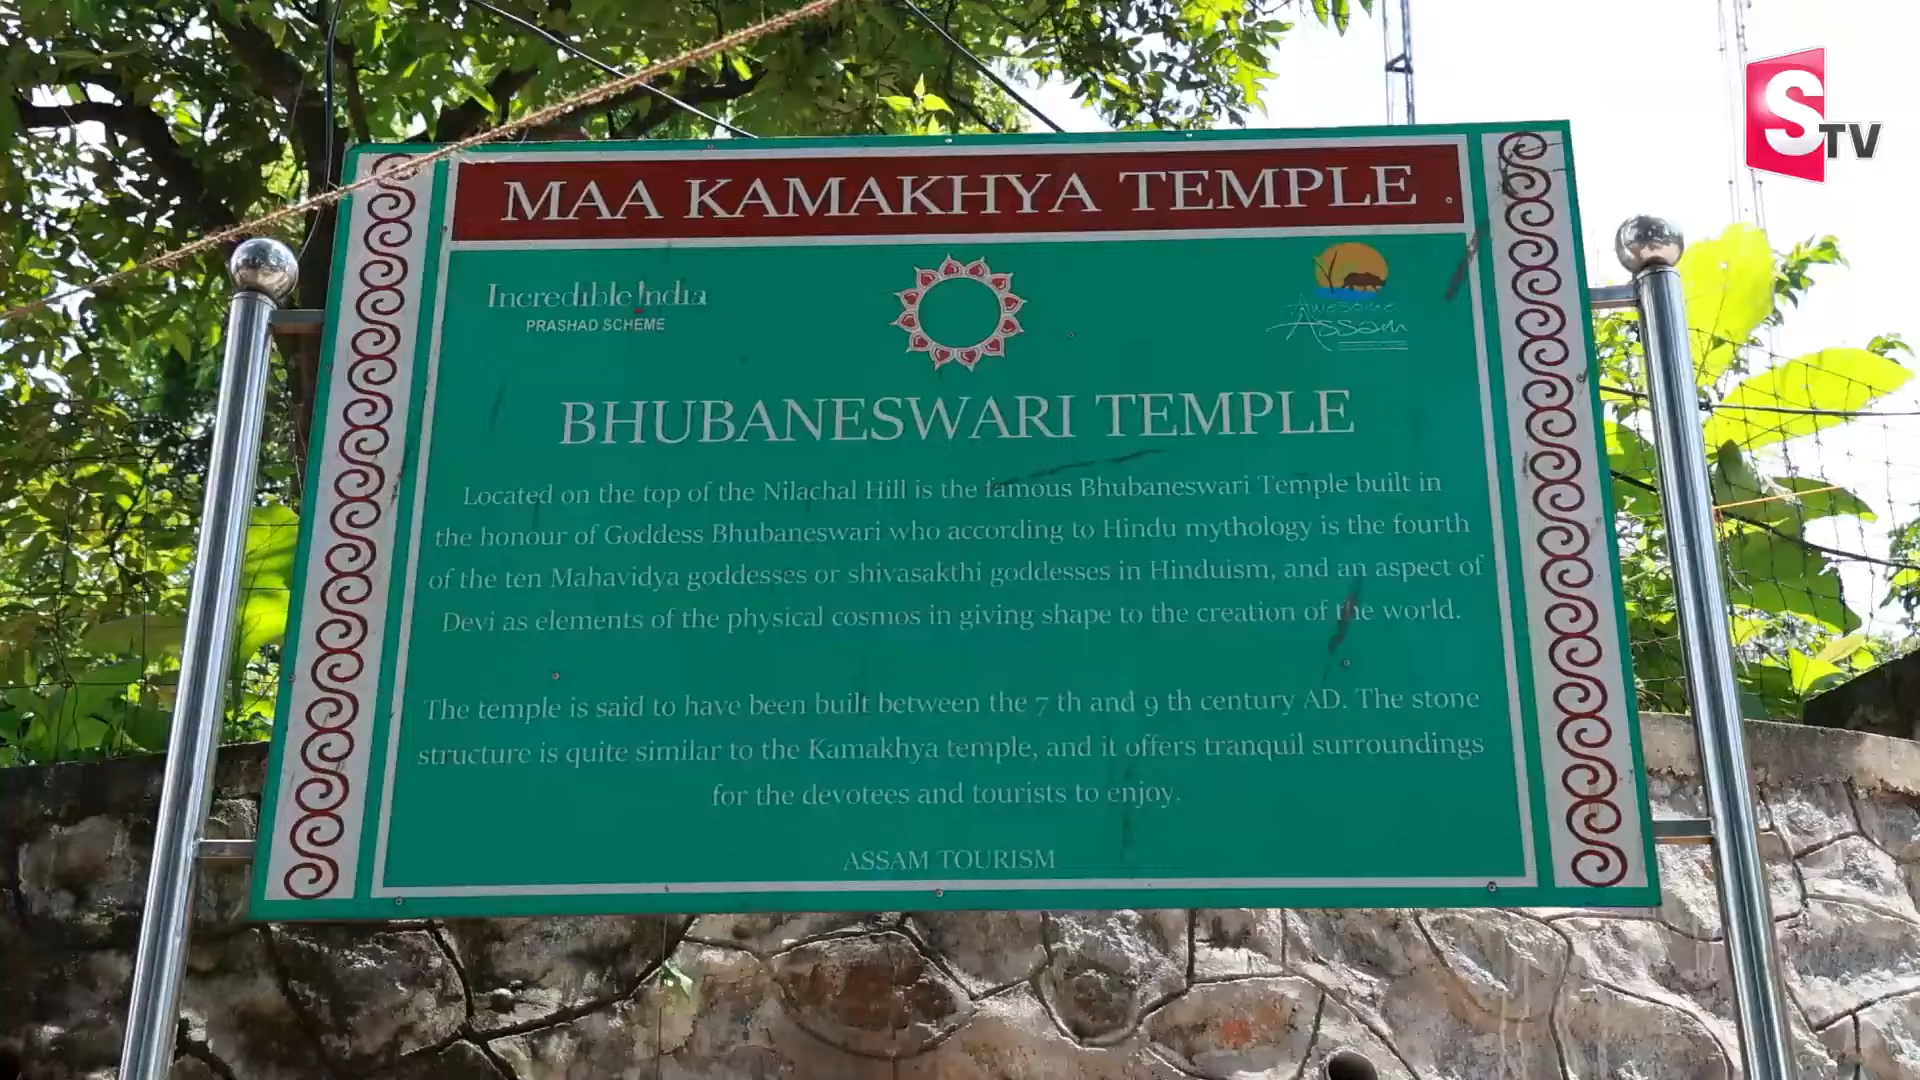 STV
MAA KAMAKHYA TEMPLE
Incredible !ndia
PRASHAD SCHEME
Awesome
Assam
BHUBANESWARI TEMPLE
Located on the top of the Nilachal Hill is the famous Bhubaneswari Temple built in
the honour of Goddess Bhubaneswari who according to Hindu mythology is the fourth
of the ten Mahavidya goddesses or shivasakthi goddesses in Hinduism, and an aspect of
Devi as elements of the physical cosmos in giving shape to the creation of the world.
The temple is said to have been built between the 7 th and 9 th century AD. The stone
structure is quite similar to the Kamakhya temple, and it offers tranquil surroundings
for the devotees and tourists to enjoy.
ASSAM TOURISM